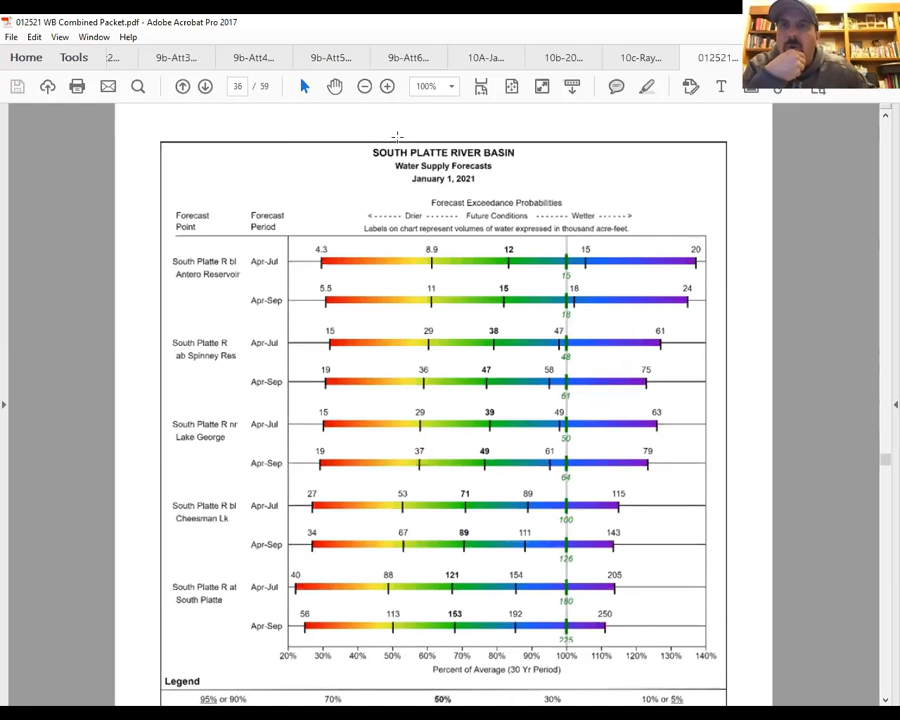 012521 WB Combined Packet.pdf - Adobe Acrobat Pro 2017
File Edit View Window Help
Home Tools 2... 9b-Att3... 9b-Att4... 9b-Att5... 9b-Att6... 10A-Ja... 10b-20... 10c-Ray... 012521...
36 / 59 100%
SOUTH PLATTE RIVER BASIN
Water Supply Forecasts
January 1, 2021
Forecast Exceedance Probabilities
Forecast Point
Forecast Period
<------ Drier ------- Future Conditions ------- Wetter ------>
Labels on chart represent volumes of water expressed in thousand acre-feet.
South Platte R bl
Antero Reservoir
Apr-Jul
4.3 8.9 12 15 20
15
Apr-Sep
5.5 11 15 18 24
18
South Platte R
ab Spinney Res
Apr-Jul
15 29 38 47 61
48
Apr-Sep
19 36 47 58 75
61
South Platte R nr
Lake George
Apr-Jul
15 29 39 49 63
50
Apr-Sep
19 37 49 61 79
64
South Platte R bl
Cheesman Lk
Apr-Jul
27 53 71 89 115
100
Apr-Sep
34 67 89 111 143
126
South Platte R at
South Platte
Apr-Jul
40 88 121 154 205
180
Apr-Sep
56 113 153 192 250
225
20% 30% 40% 50% 60% 70% 80% 90% 100% 110% 120% 130% 140%
Percent of Average (30 Yr Period)
Legend
95% or 90% 70% 50% 30% 10% or 5%